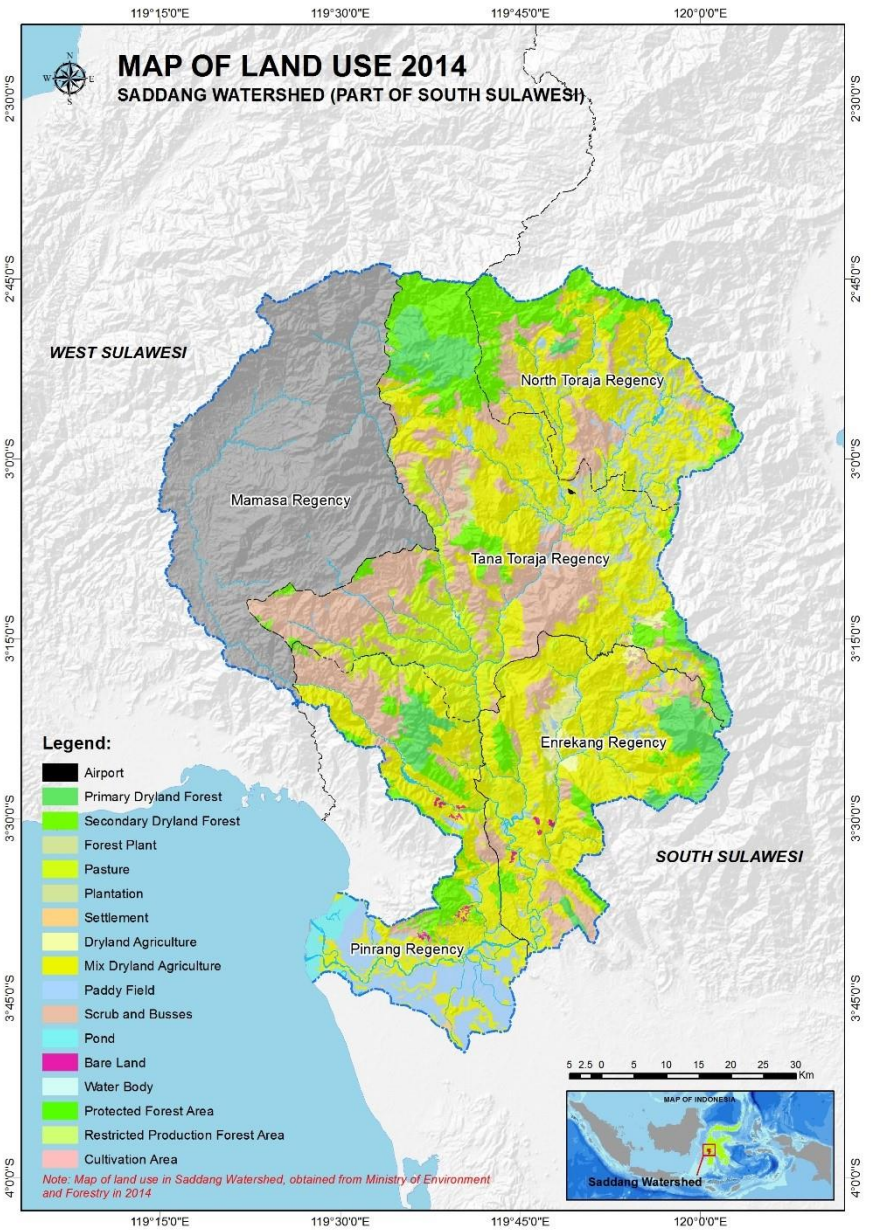 119°15'0"E 119°30'0"E 119°45'0"E 120°0'0"E
MAP OF LAND USE 2014
SADDANG WATERSHED (PART OF SOUTH SULAWESI)
N
W E
S
2°30'0"S 2°30'0"S
2°45'0"S 2°45'0"S
WEST SULAWESI
North Toraja Regency
3°0'0"S 3°0'0"S
Mamasa Regency
Tana Toraja Regency
3°15'0"S 3°15'0"S
Enrekang Regency
3°30'0"S 3°30'0"S
SOUTH SULAWESI
Pinrang Regency
3°45'0"S 3°45'0"S
4°0'0"S 4°0'0"S
Legend:
Airport
Primary Dryland Forest
Secondary Dryland Forest
Forest Plant
Pasture
Plantation
Settlement
Dryland Agriculture
Mix Dryland Agriculture
Paddy Field
Scrub and Busses
Pond
Bare Land
Water Body
Protected Forest Area
Restricted Production Forest Area
Cultivation Area
Note: Map of land use in Saddang Watershed, obtained from Ministry of Environment
and Forestry in 2014
5 2.5 0 5 10 15 20 25 30
Km
MAP OF INDONESIA
Saddang Watershed
119°15'0"E 119°30'0"E 119°45'0"E 120°0'0"E